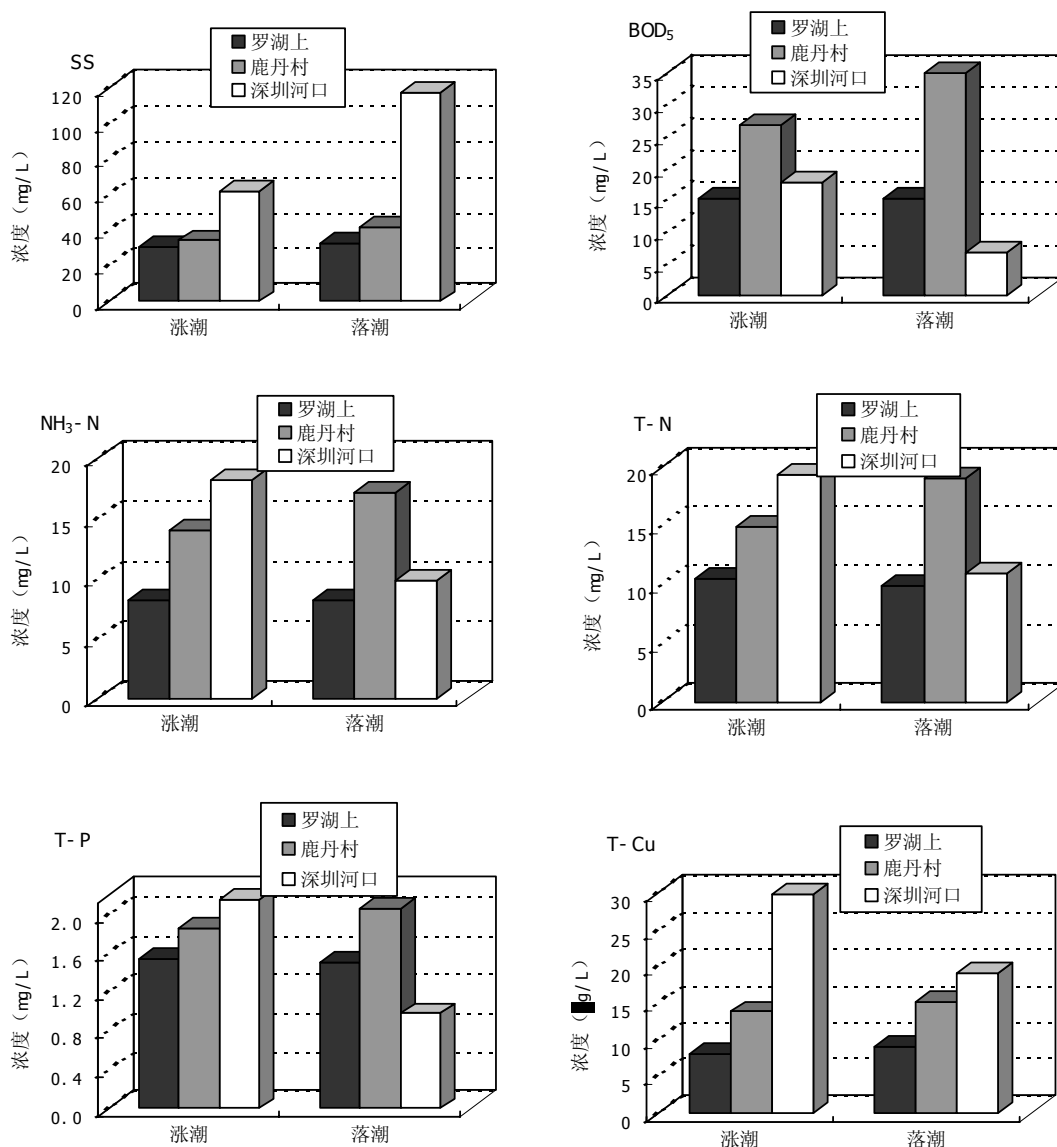 SS
罗湖上
鹿丹村
深圳河口
浓度（mg/L）
120
100
80
60
40
20
0
涨潮
落潮
BOD5
罗湖上
鹿丹村
深圳河口
浓度（mg/L）
35
30
25
20
15
10
5
0
涨潮
落潮
NH3-N
罗湖上
鹿丹村
深圳河口
浓度（mg/L）
20
15
10
5
0
涨潮
落潮
T-N
罗湖上
鹿丹村
深圳河口
浓度（mg/L）
20
15
10
5
0
涨潮
落潮
T-P
罗湖上
鹿丹村
深圳河口
浓度（mg/L）
2.0
1.6
1.2
0.8
0.4
0.0
涨潮
落潮
T-Cu
罗湖上
鹿丹村
深圳河口
浓度（g/L）
30
25
20
15
10
5
0
涨潮
落潮